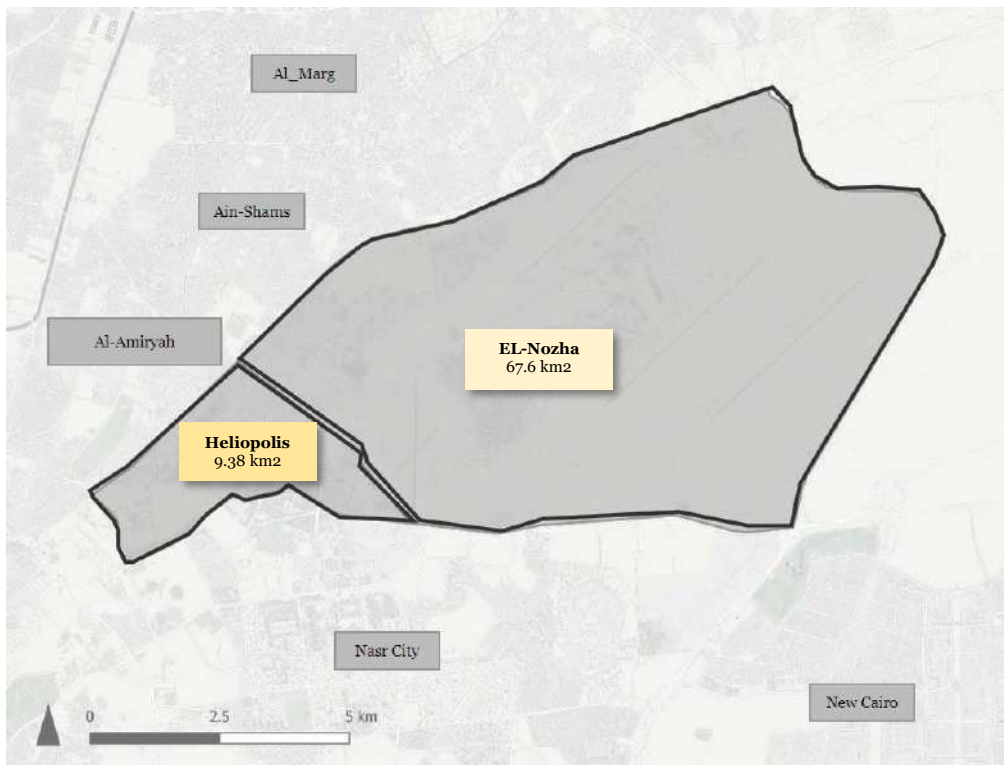 Al_Marg
Ain-Shams
Al-Amiryah
EL-Nozha
67.6 km2
Heliopolis
9.38 km2
Nasr City
New Cairo
0 2.5 5 km